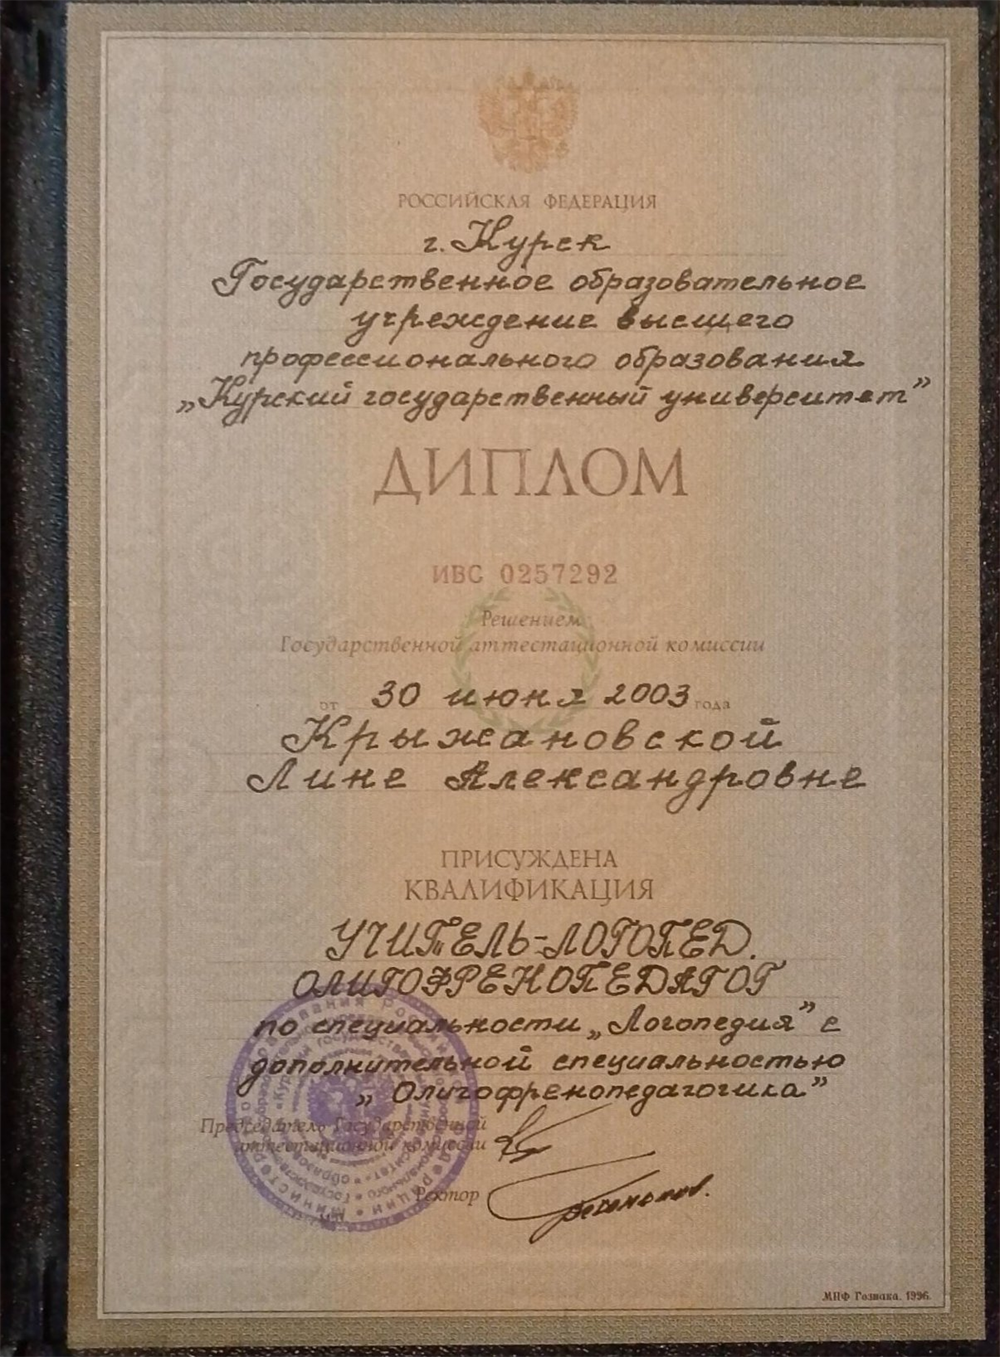 РОССИЙСКАЯ ФЕДЕРАЦИЯ
г. Курск
Государственное образовательное
учреждение высшего
профессионального образования
„Курский государственный университет”
ДИПЛОМ
ИВС 0257292
Решением
Государственной аттестационной комиссии
от 30 июня 2003 года
Крыжановской
Лине Александровне
ПРИСУЖДЕНА
КВАЛИФИКАЦИЯ
УЧИТЕЛЬ-ЛОГОПЕД.
ОЛИГОФРЕНОПЕДАГОГ
по специальности „Логопедия” с
дополнительной специальностью
„Олигофренопедагогика”
Председатель Государственной
аттестационной комиссии
Ректор
МПФ Гознака. 1996.